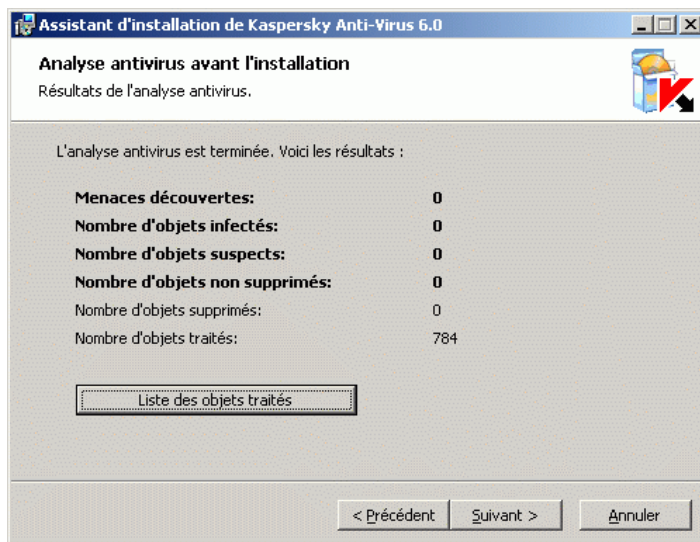 Assistant d'installation de Kaspersky Anti-Virus 6.0
Analyse antivirus avant l'installation
Résultats de l'analyse antivirus.
L'analyse antivirus est terminée. Voici les résultats :
Menaces découvertes: 0
Nombre d'objets infectés: 0
Nombre d'objets suspects: 0
Nombre d'objets non supprimés: 0
Nombre d'objets supprimés: 0
Nombre d'objets traités: 784
Liste des objets traités
< Précédent Suivant > Annuler